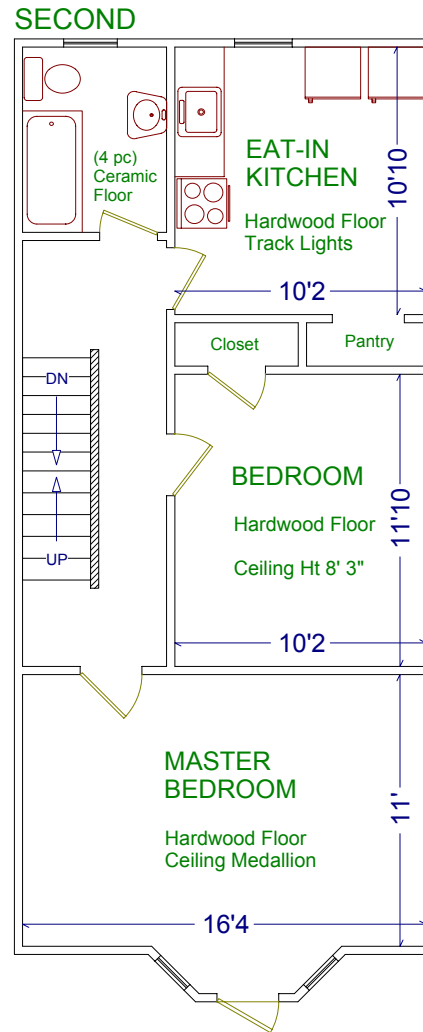 SECOND
(4 pc)
Ceramic
Floor
EAT-IN
KITCHEN
Hardwood Floor
Track Lights
10'10
10'2
Closet
Pantry
DN
UP
BEDROOM
Hardwood Floor
Ceiling Ht 8' 3"
11'10
10'2
MASTER
BEDROOM
Hardwood Floor
Ceiling Medallion
11'
16'4